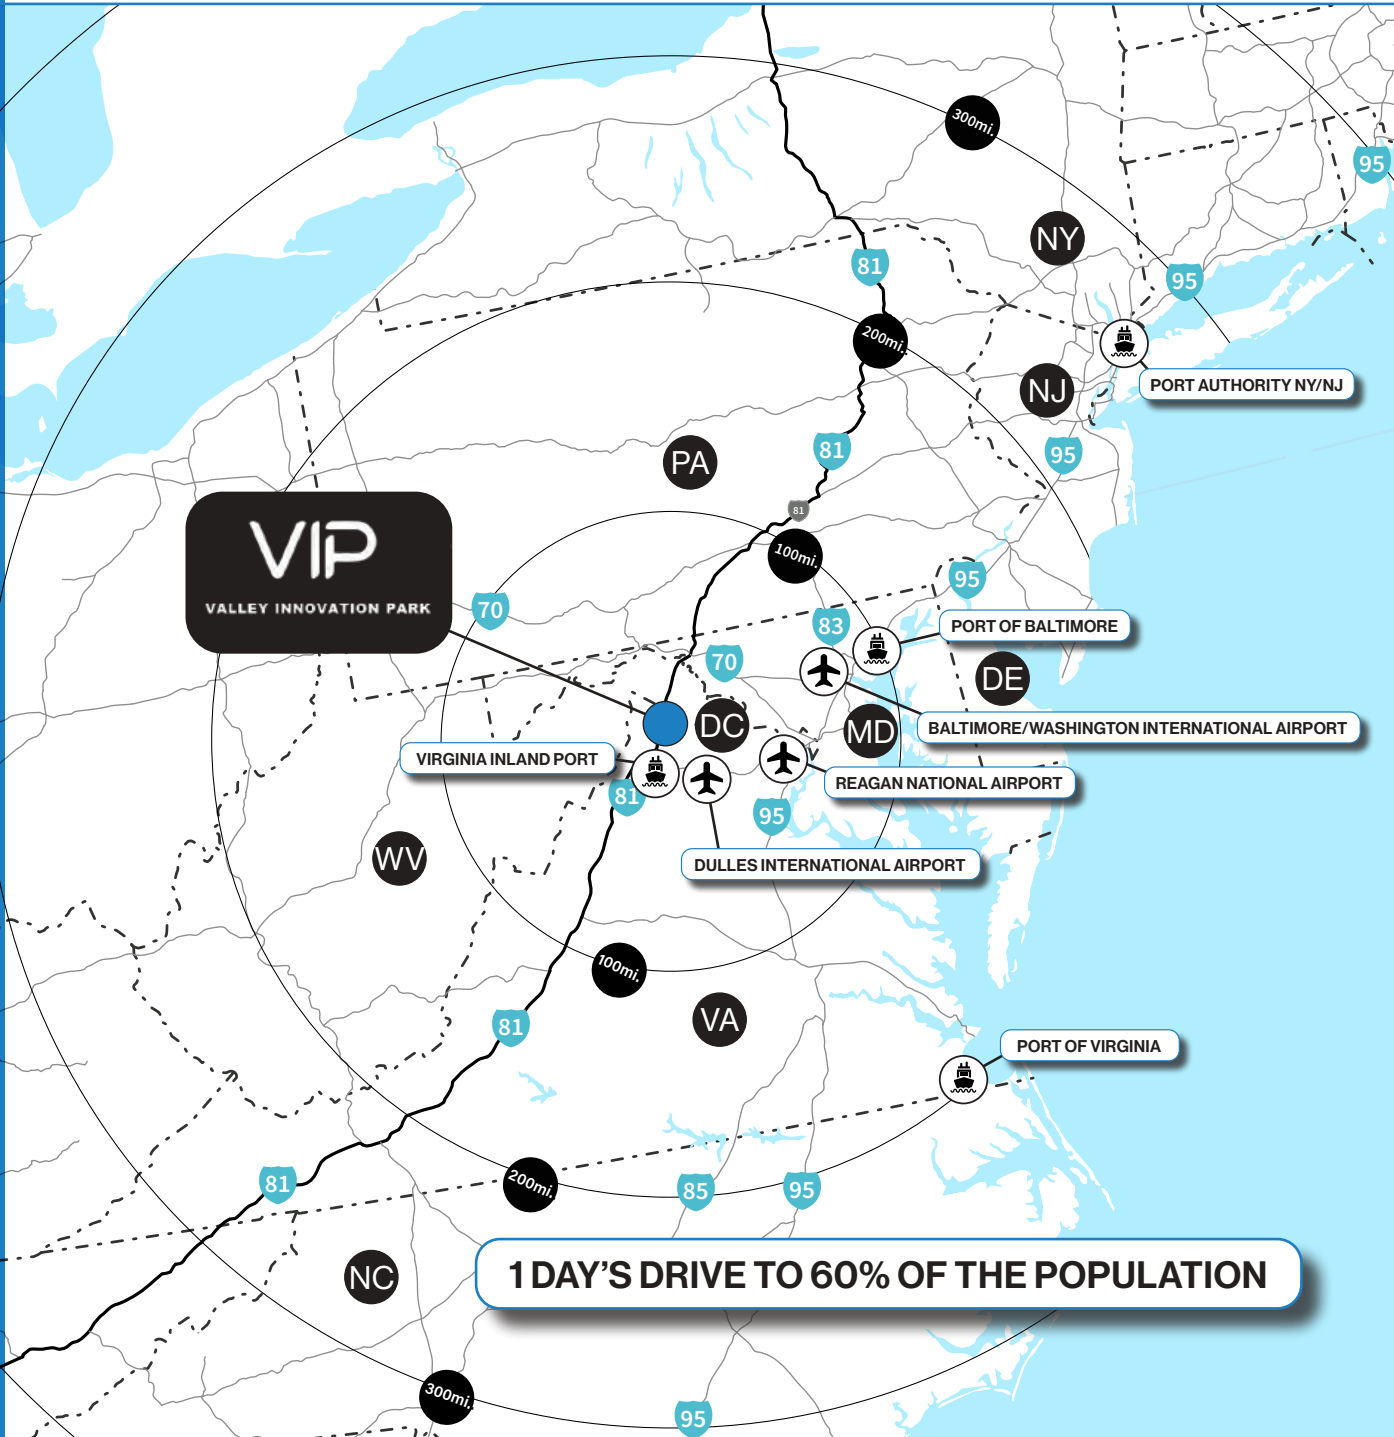 300mi.
95
NY
81
95
200mi.
PORT AUTHORITY NY/NJ
NJ
81
95
PA
81
VIP
VALLEY INNOVATION PARK
100mi.
95
70
83
PORT OF BALTIMORE
70
DE
DC
MD
BALTIMORE/WASHINGTON INTERNATIONAL AIRPORT
VIRGINIA INLAND PORT
REAGAN NATIONAL AIRPORT
81
95
WV
DULLES INTERNATIONAL AIRPORT
100mi.
VA
81
PORT OF VIRGINIA
81
200mi.
85
95
NC
1 DAY’S DRIVE TO 60% OF THE POPULATION
300mi.
95